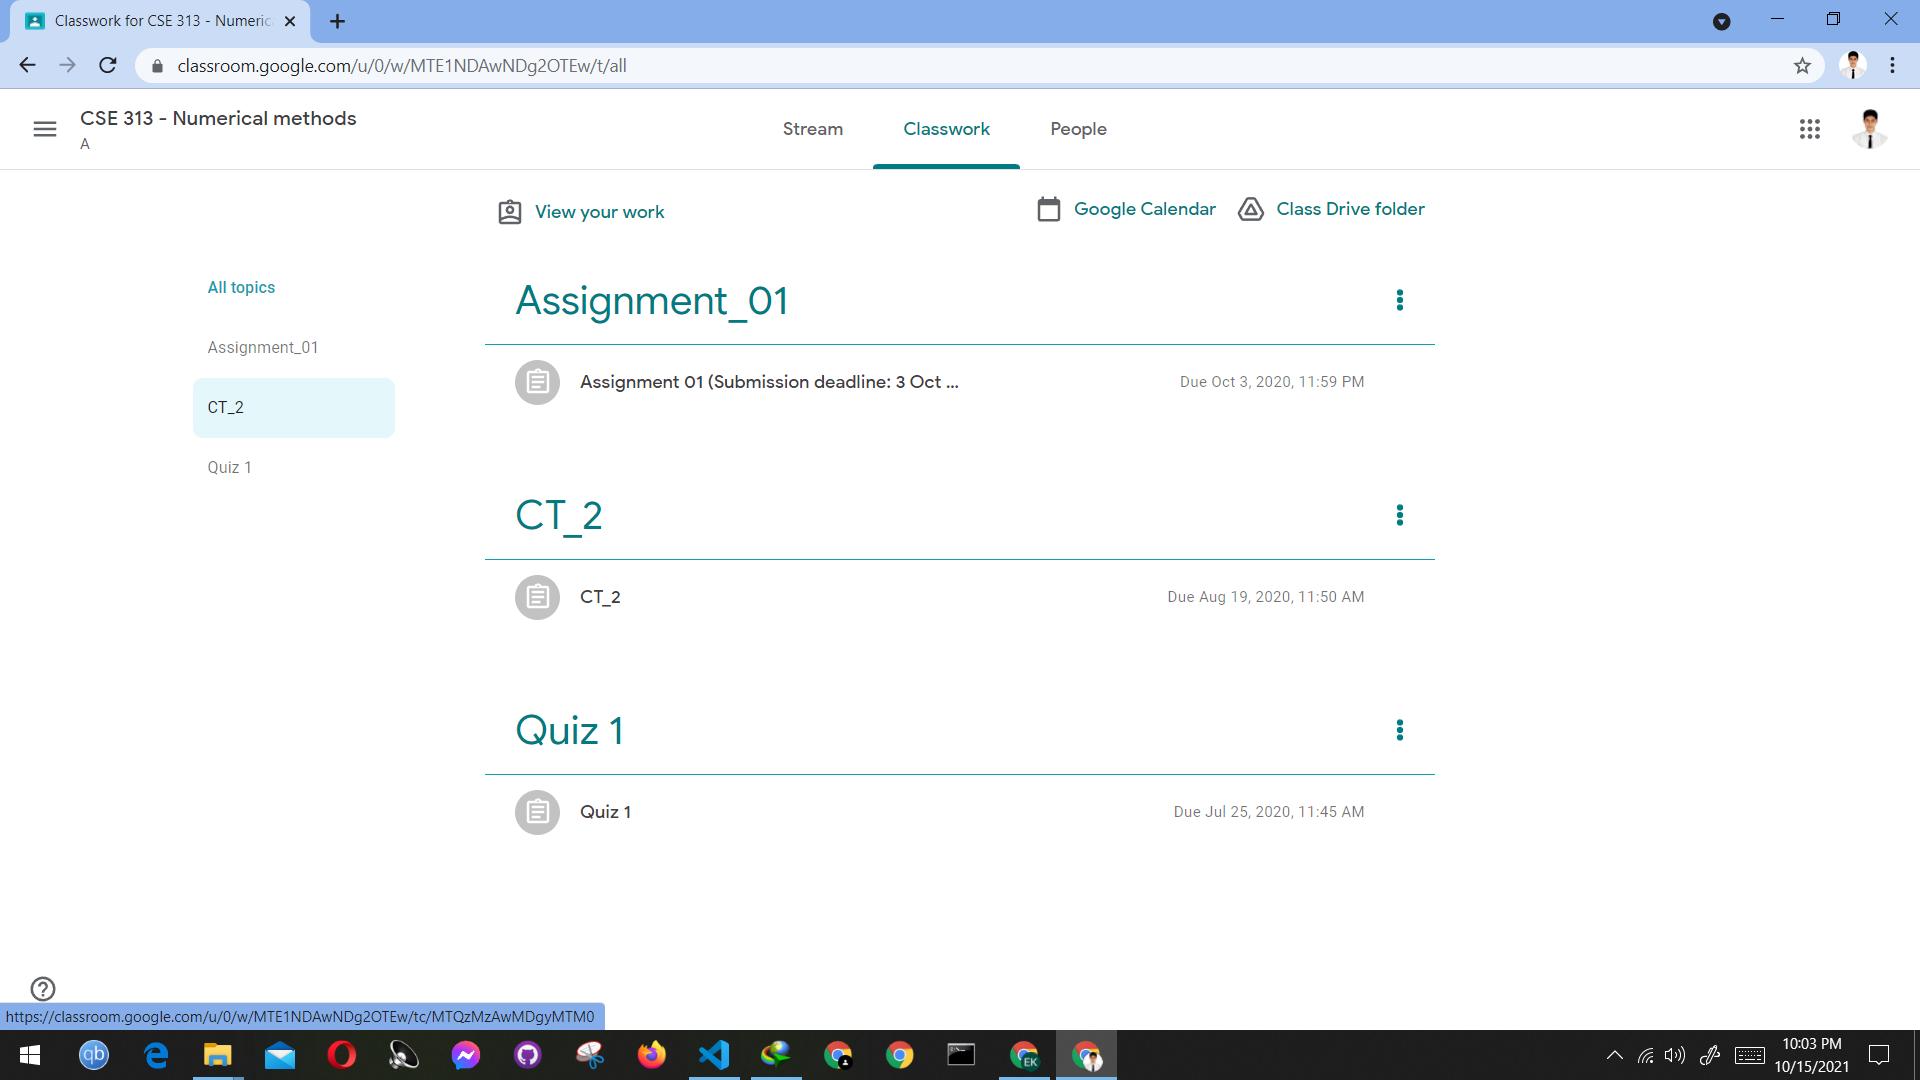 Classwork for CSE 313 - Numeric
classroom.google.com/u/0/w/MTE1NDAwNDg2OTEw/t/all
CSE 313 - Numerical methods
A
Stream
Classwork
People
View your work
Google Calendar
Class Drive folder
All topics
Assignment_01
CT_2
Quiz 1
Assignment_01
Assignment 01 (Submission deadline: 3 Oct ...
Due Oct 3, 2020, 11:59 PM
CT_2
CT_2
Due Aug 19, 2020, 11:50 AM
Quiz 1
Quiz 1
Due Jul 25, 2020, 11:45 AM
https://classroom.google.com/u/0/w/MTE1NDAwNDg2OTEw/tc/MTQzMzAwMDgyMTM0
qb
EK
10:03 PM
10/15/2021